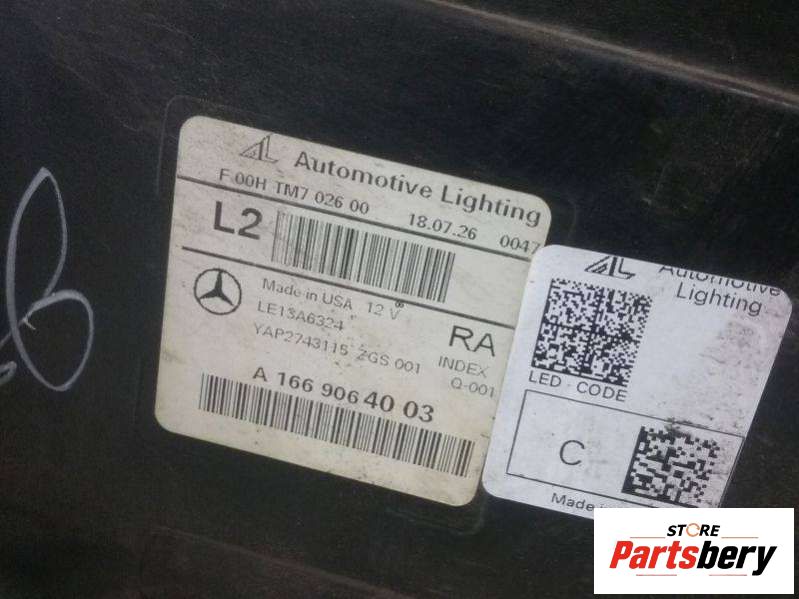 Automotive Lighting
F 00H TM7 026 00
18.07.26 0047
L2
Made in USA 12 V
LE13A6324
YAP2743115 ZGS 001
RA
INDEX
Q-001
A 166 906 40 03
Automotive
Lighting
LED - CODE
C
Made
STORE
Partsbery